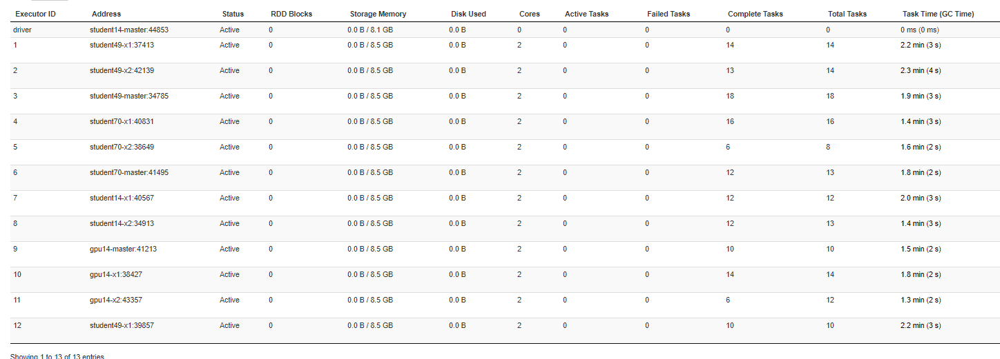 Executor ID Address Status RDD Blocks Storage Memory Disk Used Cores Active Tasks Failed Tasks Complete Tasks Total Tasks Task Time (GC Time)
driver student14-master:44853 Active 0 0.0 B / 8.1 GB 0.0 B 0 0 0 0 0 0 ms (0 ms)
1 student49-x1:37413 Active 0 0.0 B / 8.5 GB 0.0 B 2 0 0 14 14 2.2 min (3 s)
2 student49-x2:42139 Active 0 0.0 B / 8.5 GB 0.0 B 2 0 0 13 14 2.3 min (4 s)
3 student49-master:34785 Active 0 0.0 B / 8.5 GB 0.0 B 2 0 0 18 18 1.9 min (3 s)
4 student70-x1:40831 Active 0 0.0 B / 8.5 GB 0.0 B 2 0 0 16 16 1.4 min (3 s)
5 student70-x2:38649 Active 0 0.0 B / 8.5 GB 0.0 B 2 0 0 6 8 1.6 min (2 s)
6 student70-master:41495 Active 0 0.0 B / 8.5 GB 0.0 B 2 0 0 12 13 1.8 min (2 s)
7 student14-x1:40567 Active 0 0.0 B / 8.5 GB 0.0 B 2 0 0 12 12 2.0 min (3 s)
8 student14-x2:34913 Active 0 0.0 B / 8.5 GB 0.0 B 2 0 0 12 13 1.4 min (3 s)
9 gpu14-master:41213 Active 0 0.0 B / 8.5 GB 0.0 B 2 0 0 10 10 1.5 min (2 s)
10 gpu14-x1:38427 Active 0 0.0 B / 8.5 GB 0.0 B 2 0 0 14 14 1.8 min (2 s)
11 gpu14-x2:43357 Active 0 0.0 B / 8.5 GB 0.0 B 2 0 0 6 12 1.3 min (2 s)
12 student49-x1:39857 Active 0 0.0 B / 8.5 GB 0.0 B 2 0 0 10 10 2.2 min (3 s)
Showing 1 to 13 of 13 entries